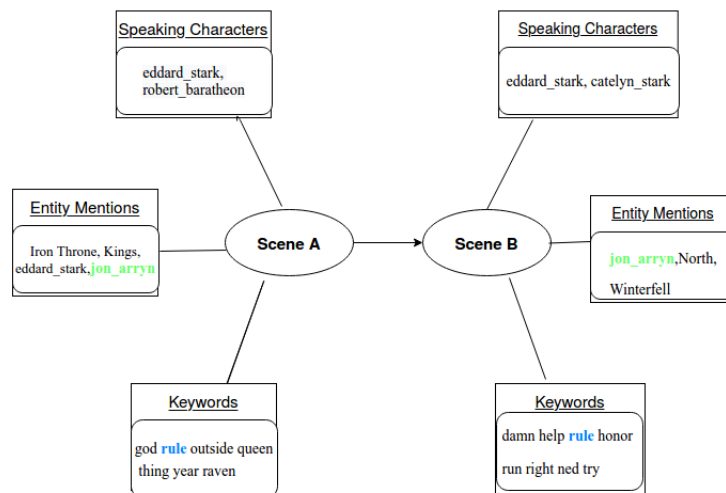 Speaking Characters
eddard_stark,
robert_baratheon
Speaking Characters
eddard_stark, catelyn_stark
Entity Mentions
Iron Throne, Kings,
eddard_stark,jon_arryn
Scene A
Scene B
Entity Mentions
jon_arryn,North,
Winterfell
Keywords
god rule outside queen
thing year raven
Keywords
damn help rule honor
run right ned try